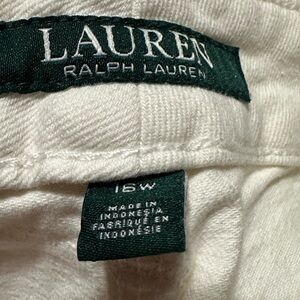 LAUREN
RALPH LAUREN
16W
MADE IN
INDONESIA
FABRIQUÉ EN
INDONÉSIE